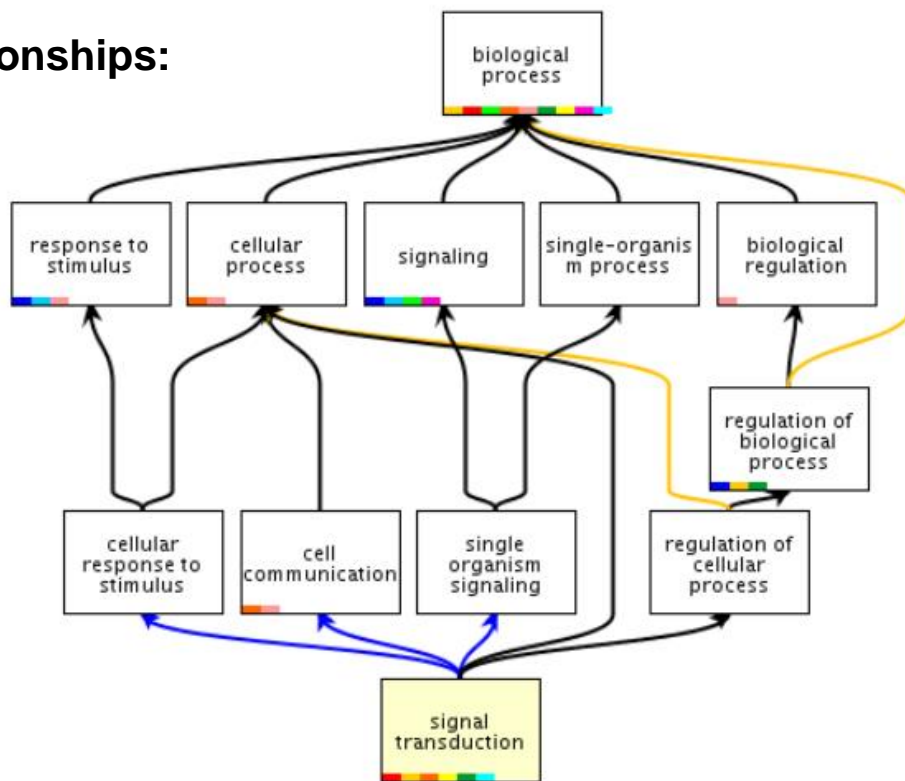 onships:
biological
process
response to
stimulus
cellular
process
signaling
single-organis
m process
biological
regulation
regulation of
biological
process
cellular
response to
stimulus
cell
communication
single
organism
signaling
regulation of
cellular
process
signal
transduction